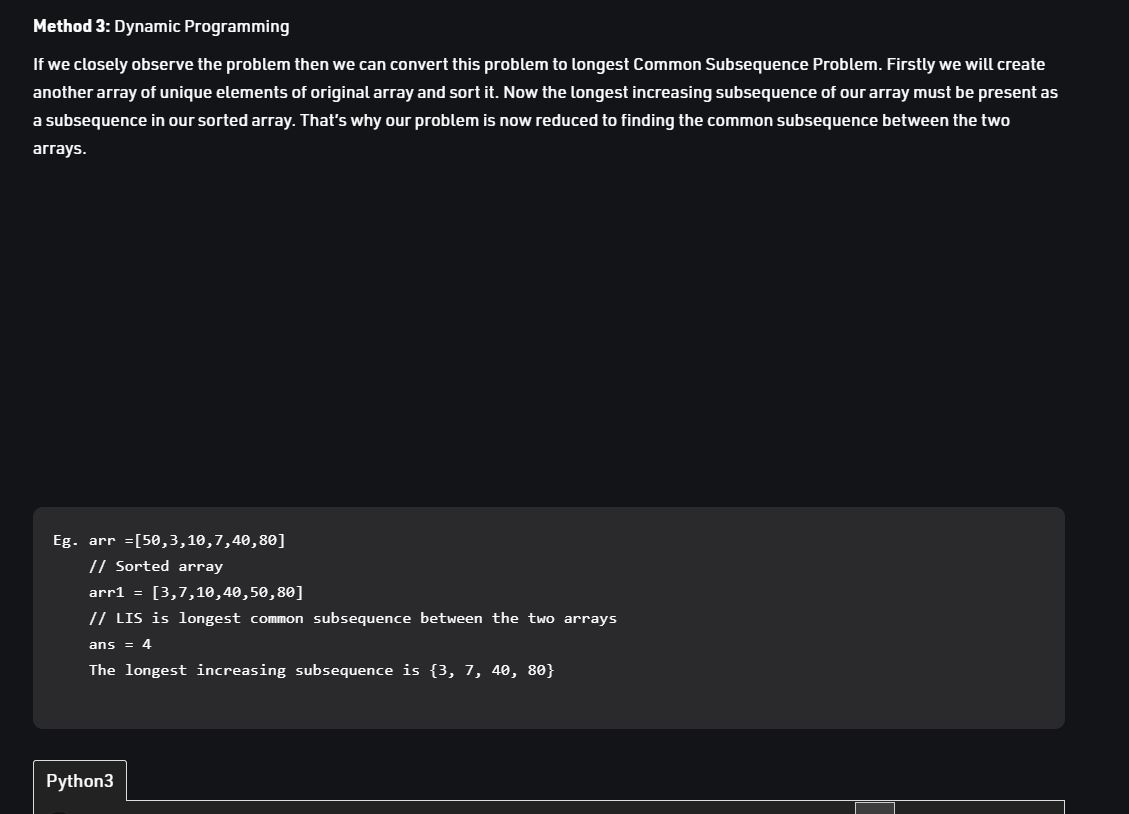 Method 3: Dynamic Programming
If we closely observe the problem then we can convert this problem to longest Common Subsequence Problem. Firstly we will create
another array of unique elements of original array and sort it. Now the longest increasing subsequence of our array must be present as
a subsequence in our sorted array. That's why our problem is now reduced to finding the common subsequence between the two
arrays.
Eg. arr =[50,3,10,7,40,80]
// Sorted array
arr1 = [3,7,10,40,50,80]
// LIS is longest common subsequence between the two arrays
ans = 4
The longest increasing subsequence is {3, 7, 40, 80}
Python3